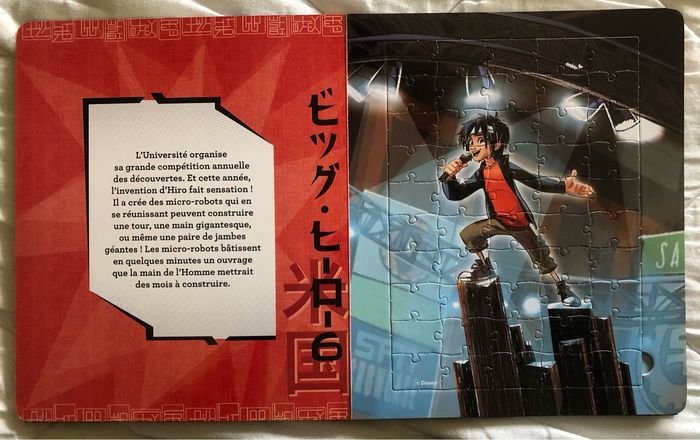 L'Université organise
sa grande compétition annuelle
des découvertes. Et cette année,
l'invention d'Hiro fait sensation !
Il a crée des micro-robots qui en
se réunissant peuvent construire
une tour, une main gigantesque,
ou même une paire de jambes
géantes ! Les micro-robots bâtissent
en quelques minutes un ouvrage
que la main de l'Homme mettrait
des mois à construire.
ビッグ・ヒーロー6
米国
SA
© Disney